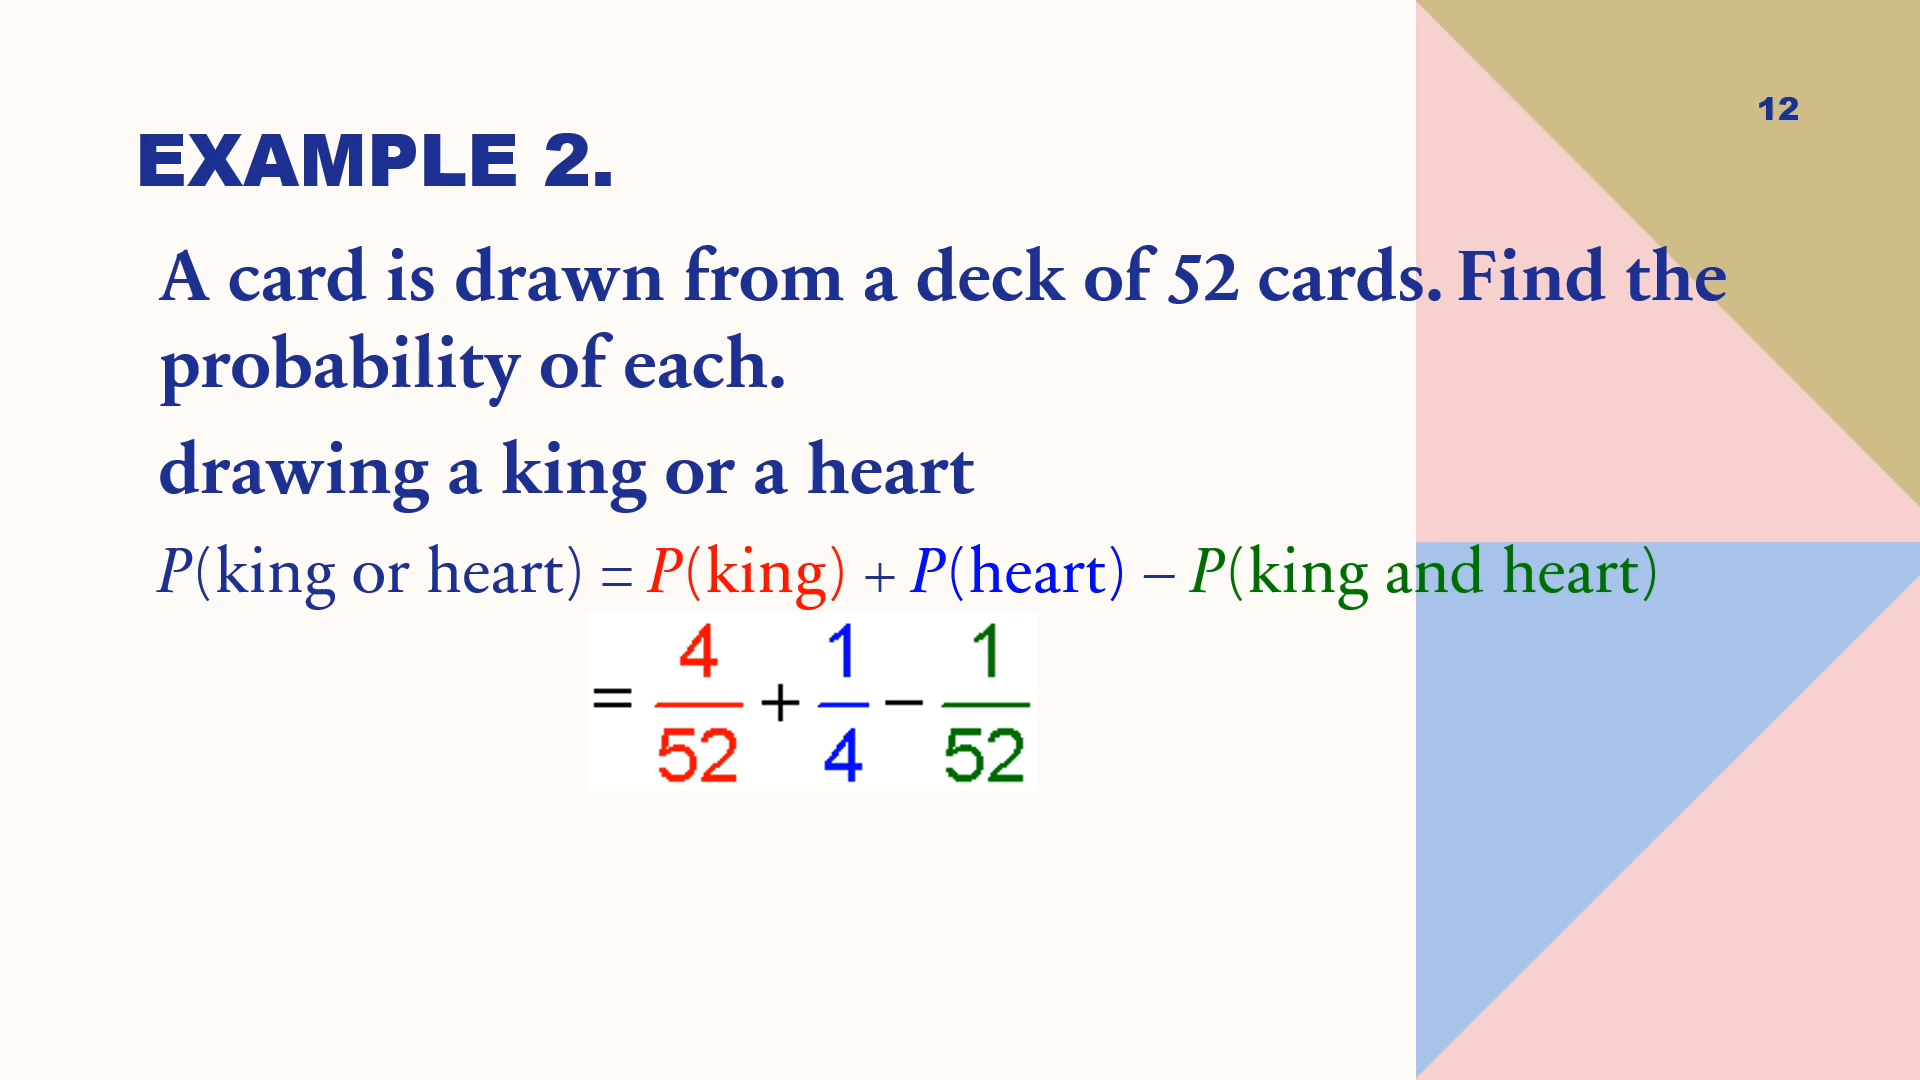 12
EXAMPLE 2.
A card is drawn from a deck of 52 cards. Find the
probability of each.
drawing a king or a heart
P(king or heart) = P(king) + P(heart) – P(king and heart)
= 4/52 + 1/4 − 1/52